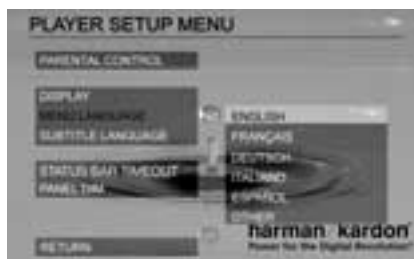 PLAYER SETUP MENU
PARENTAL CONTROL
DISPLAY
MENU LANGUAGE
SUBTITLE LANGUAGE
STATUS BAR TIMEOUT
PANEL DIM
RETURN
ENGLISH
FRANÇAIS
DEUTSCH
ITALIANO
ESPAÑOL
OTHER
harman kardon
Power for the Digital Revolution